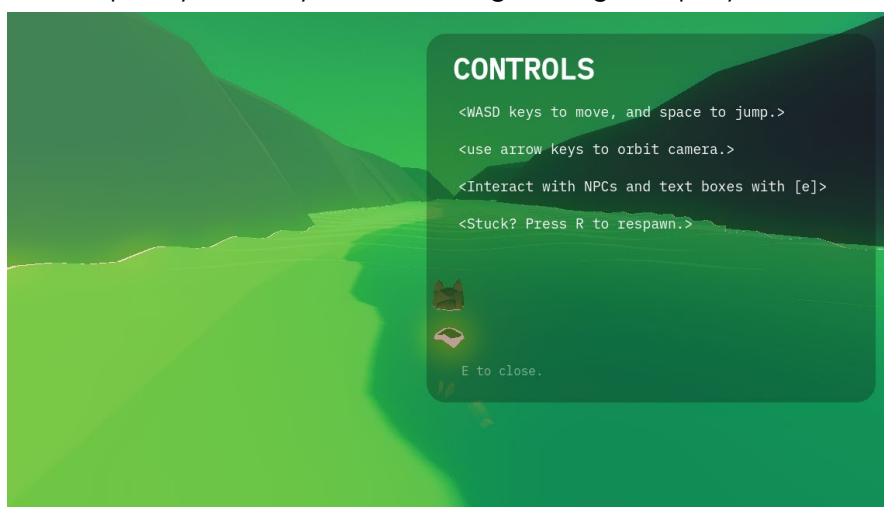 CONTROLS
<WASD keys to move, and space to jump.>
<use arrow keys to orbit camera.>
<Interact with NPCs and text boxes with [e]>
<Stuck? Press R to respawn.>
E to close.